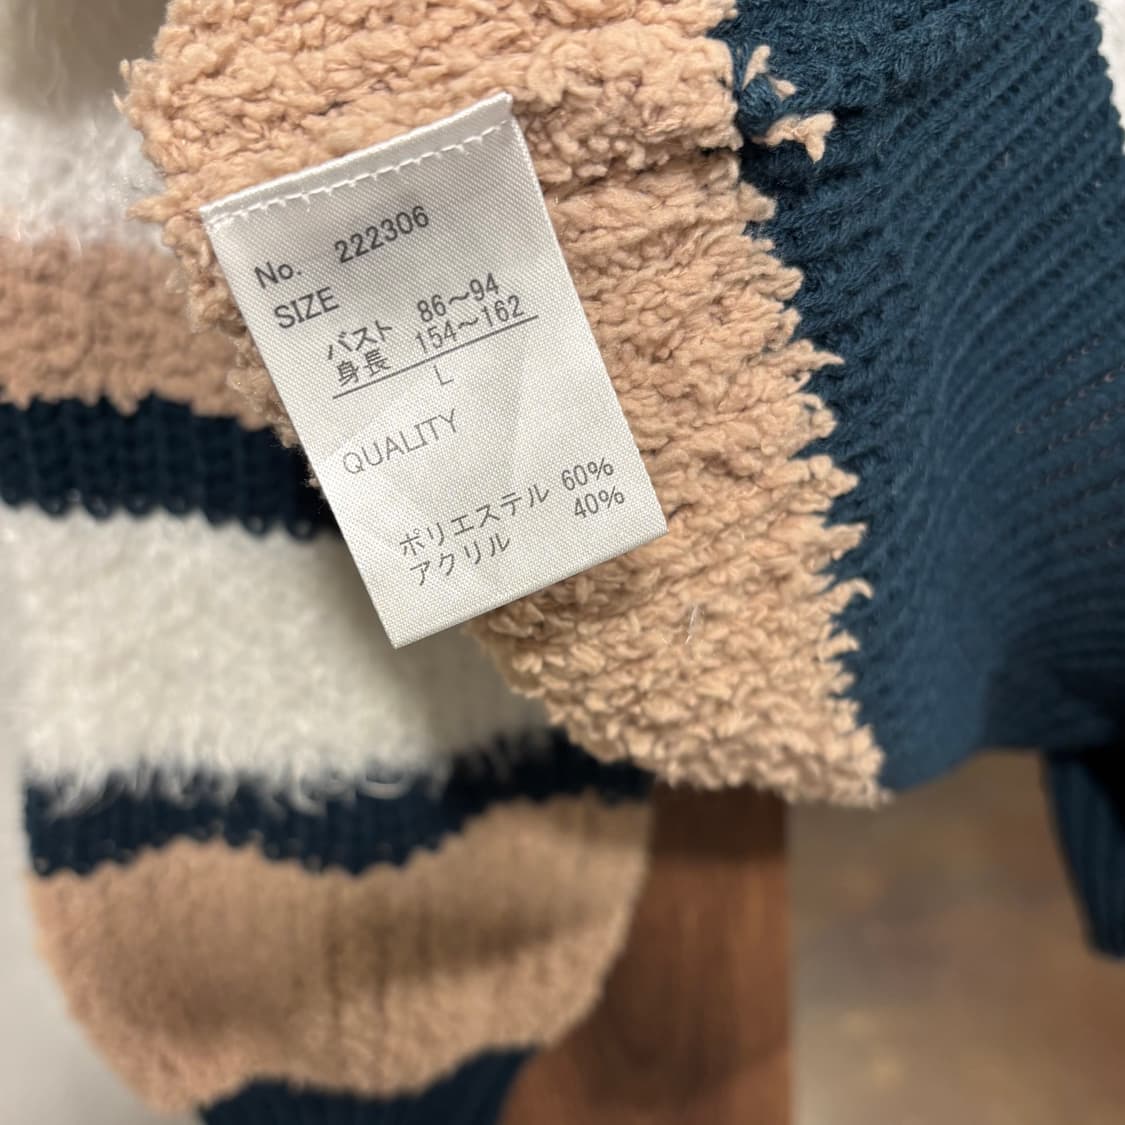 No. 222306
SIZE
バスト 86～94
身長 154～162
L
QUALITY
ポリエステル 60%
アクリル 40%